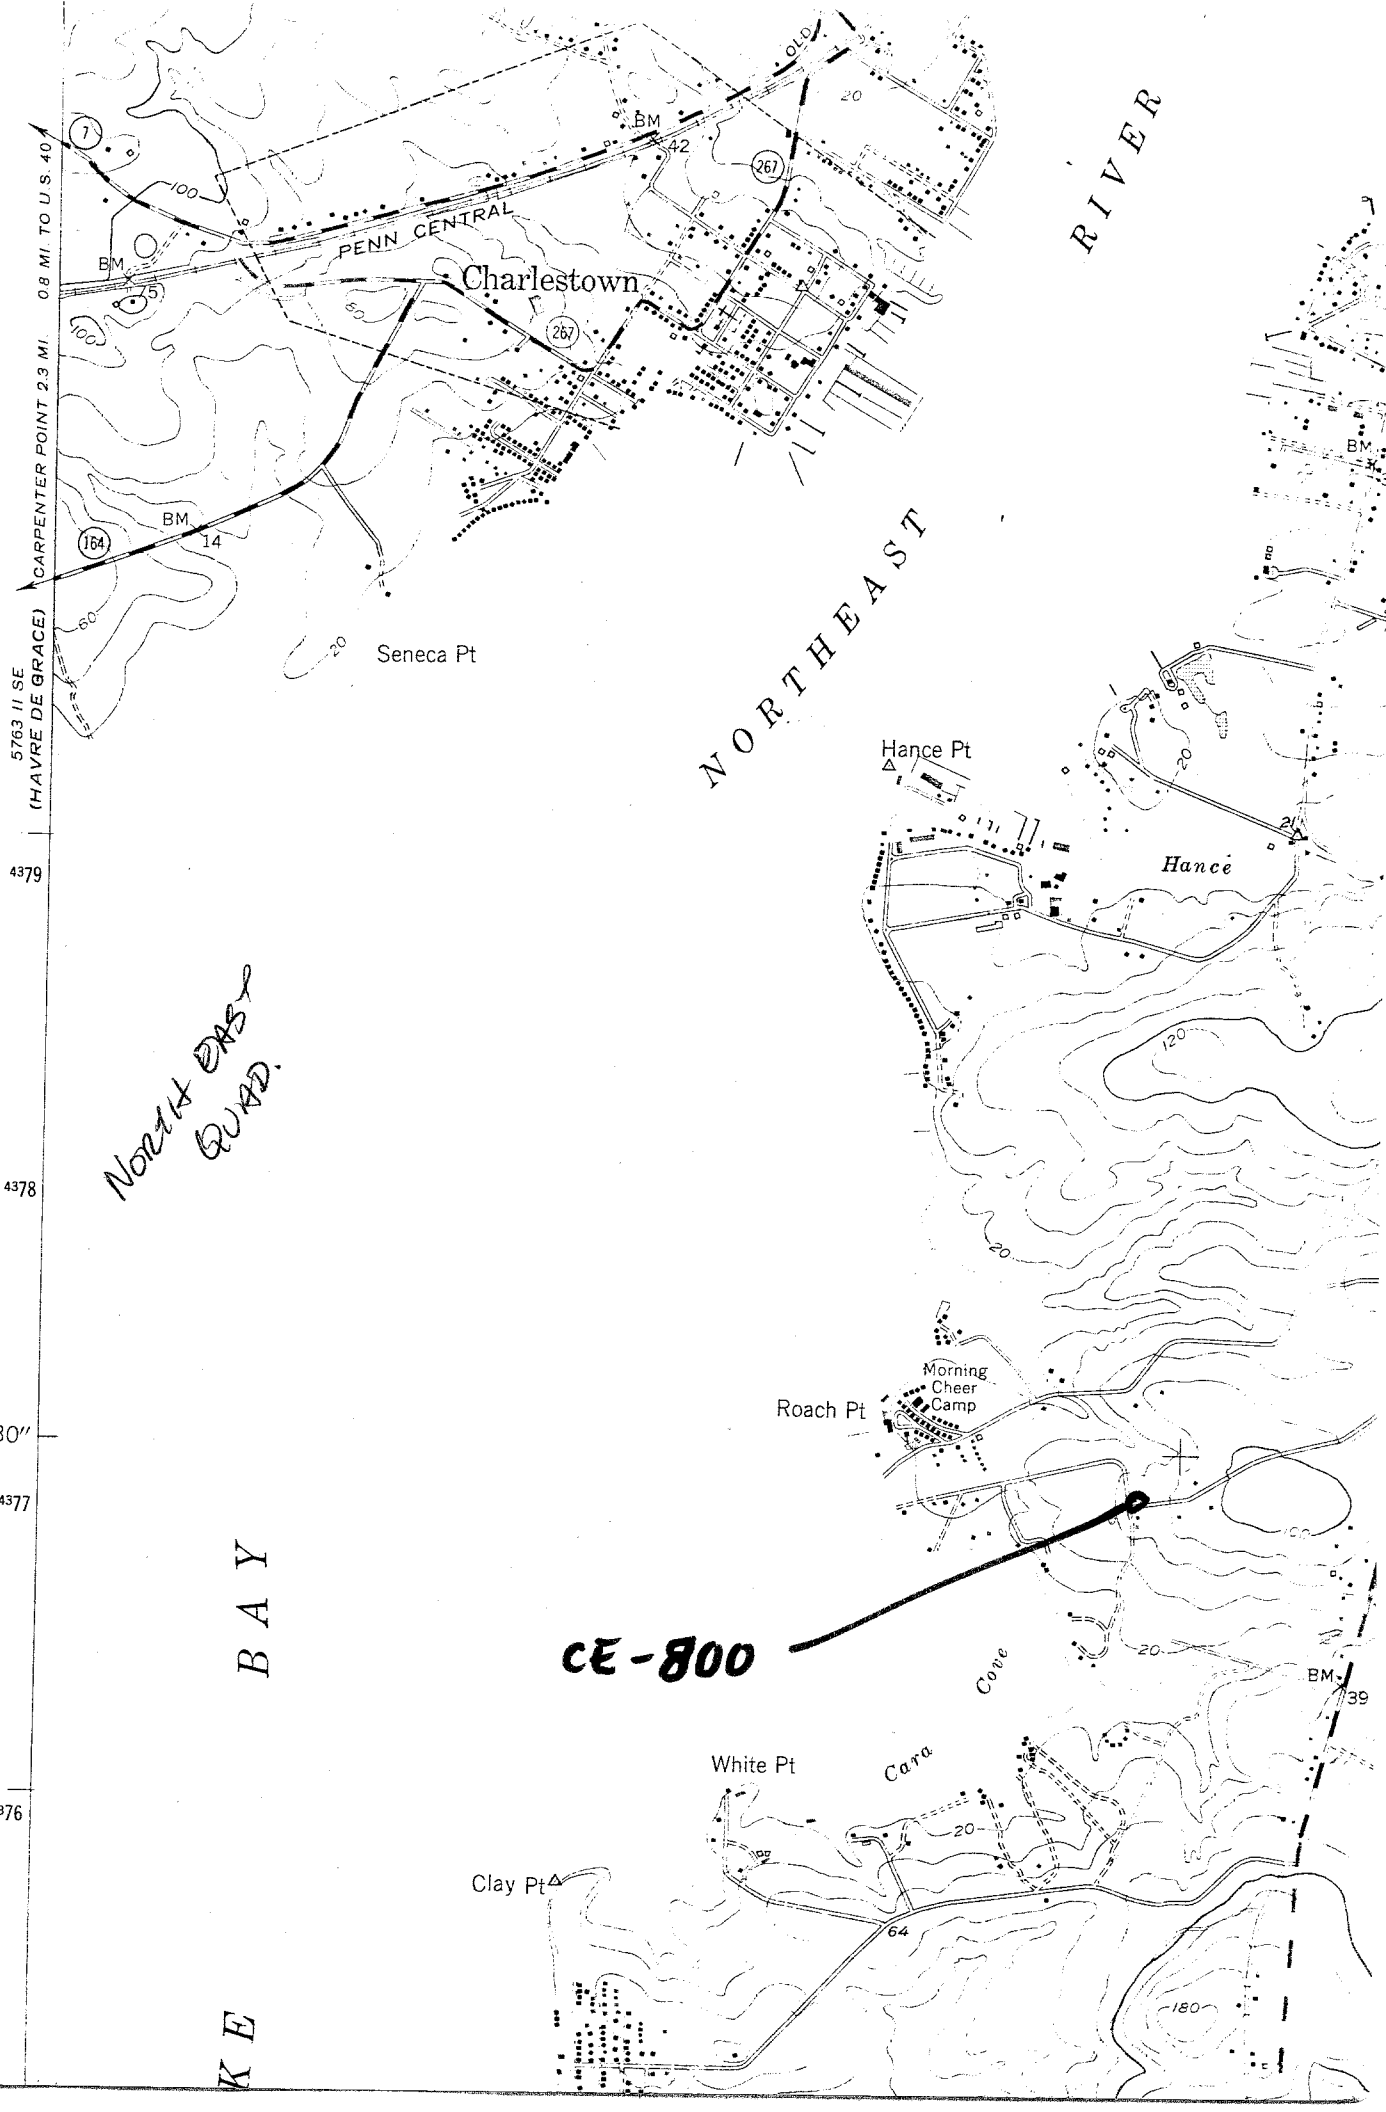 OLD
20
BM
42
7
267
RIVER
100
PENN CENTRAL
BM
5
Charlestown
60
267
100
0.8 MI. TO U.S. 40
CARPENTER POINT 2.3 MI.
BM
BM
14
164
60
20
Seneca Pt
5763 II SE
(HAVRE DE GRACE)
NORTHEAST
Hance Pt
20
21
Hance
4379
120
NORTH EAST
QUAD.
4378
20
Morning
Cheer
Camp
Roach Pt
30"
4377
100
BAY
CE-800
20
Cove
BM
39
White Pt
Cara
376
20
Clay Pt
64
180
KE